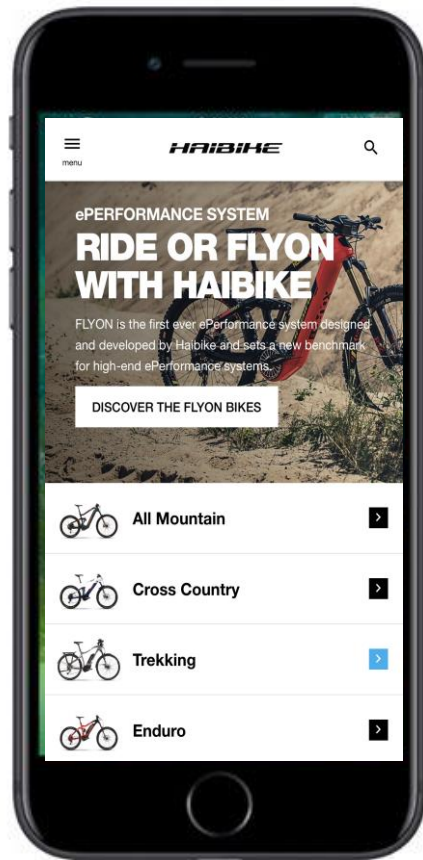 HAIBIKE
menu
ePERFORMANCE SYSTEM
RIDE OR FLYON
WITH HAIBIKE
FLYON is the first ever ePerformance system designed
and developed by Haibike and sets a new benchmark
for high-end ePerformance systems.
DISCOVER THE FLYON BIKES
All Mountain
Cross Country
Trekking
Enduro